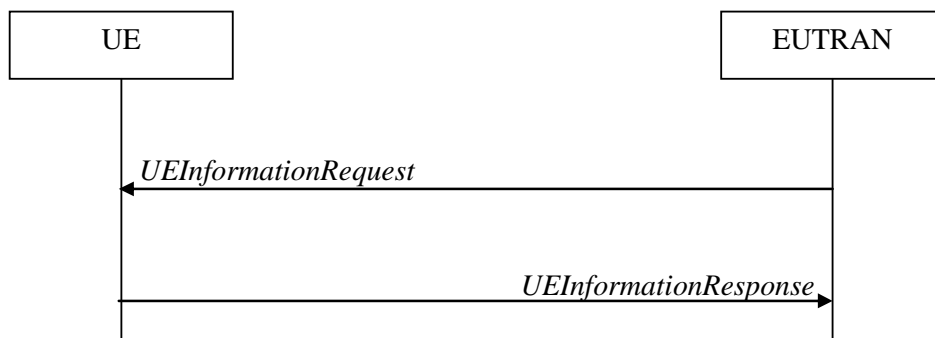 UE
EUTRAN
UEInformationRequest
UEInformationResponse